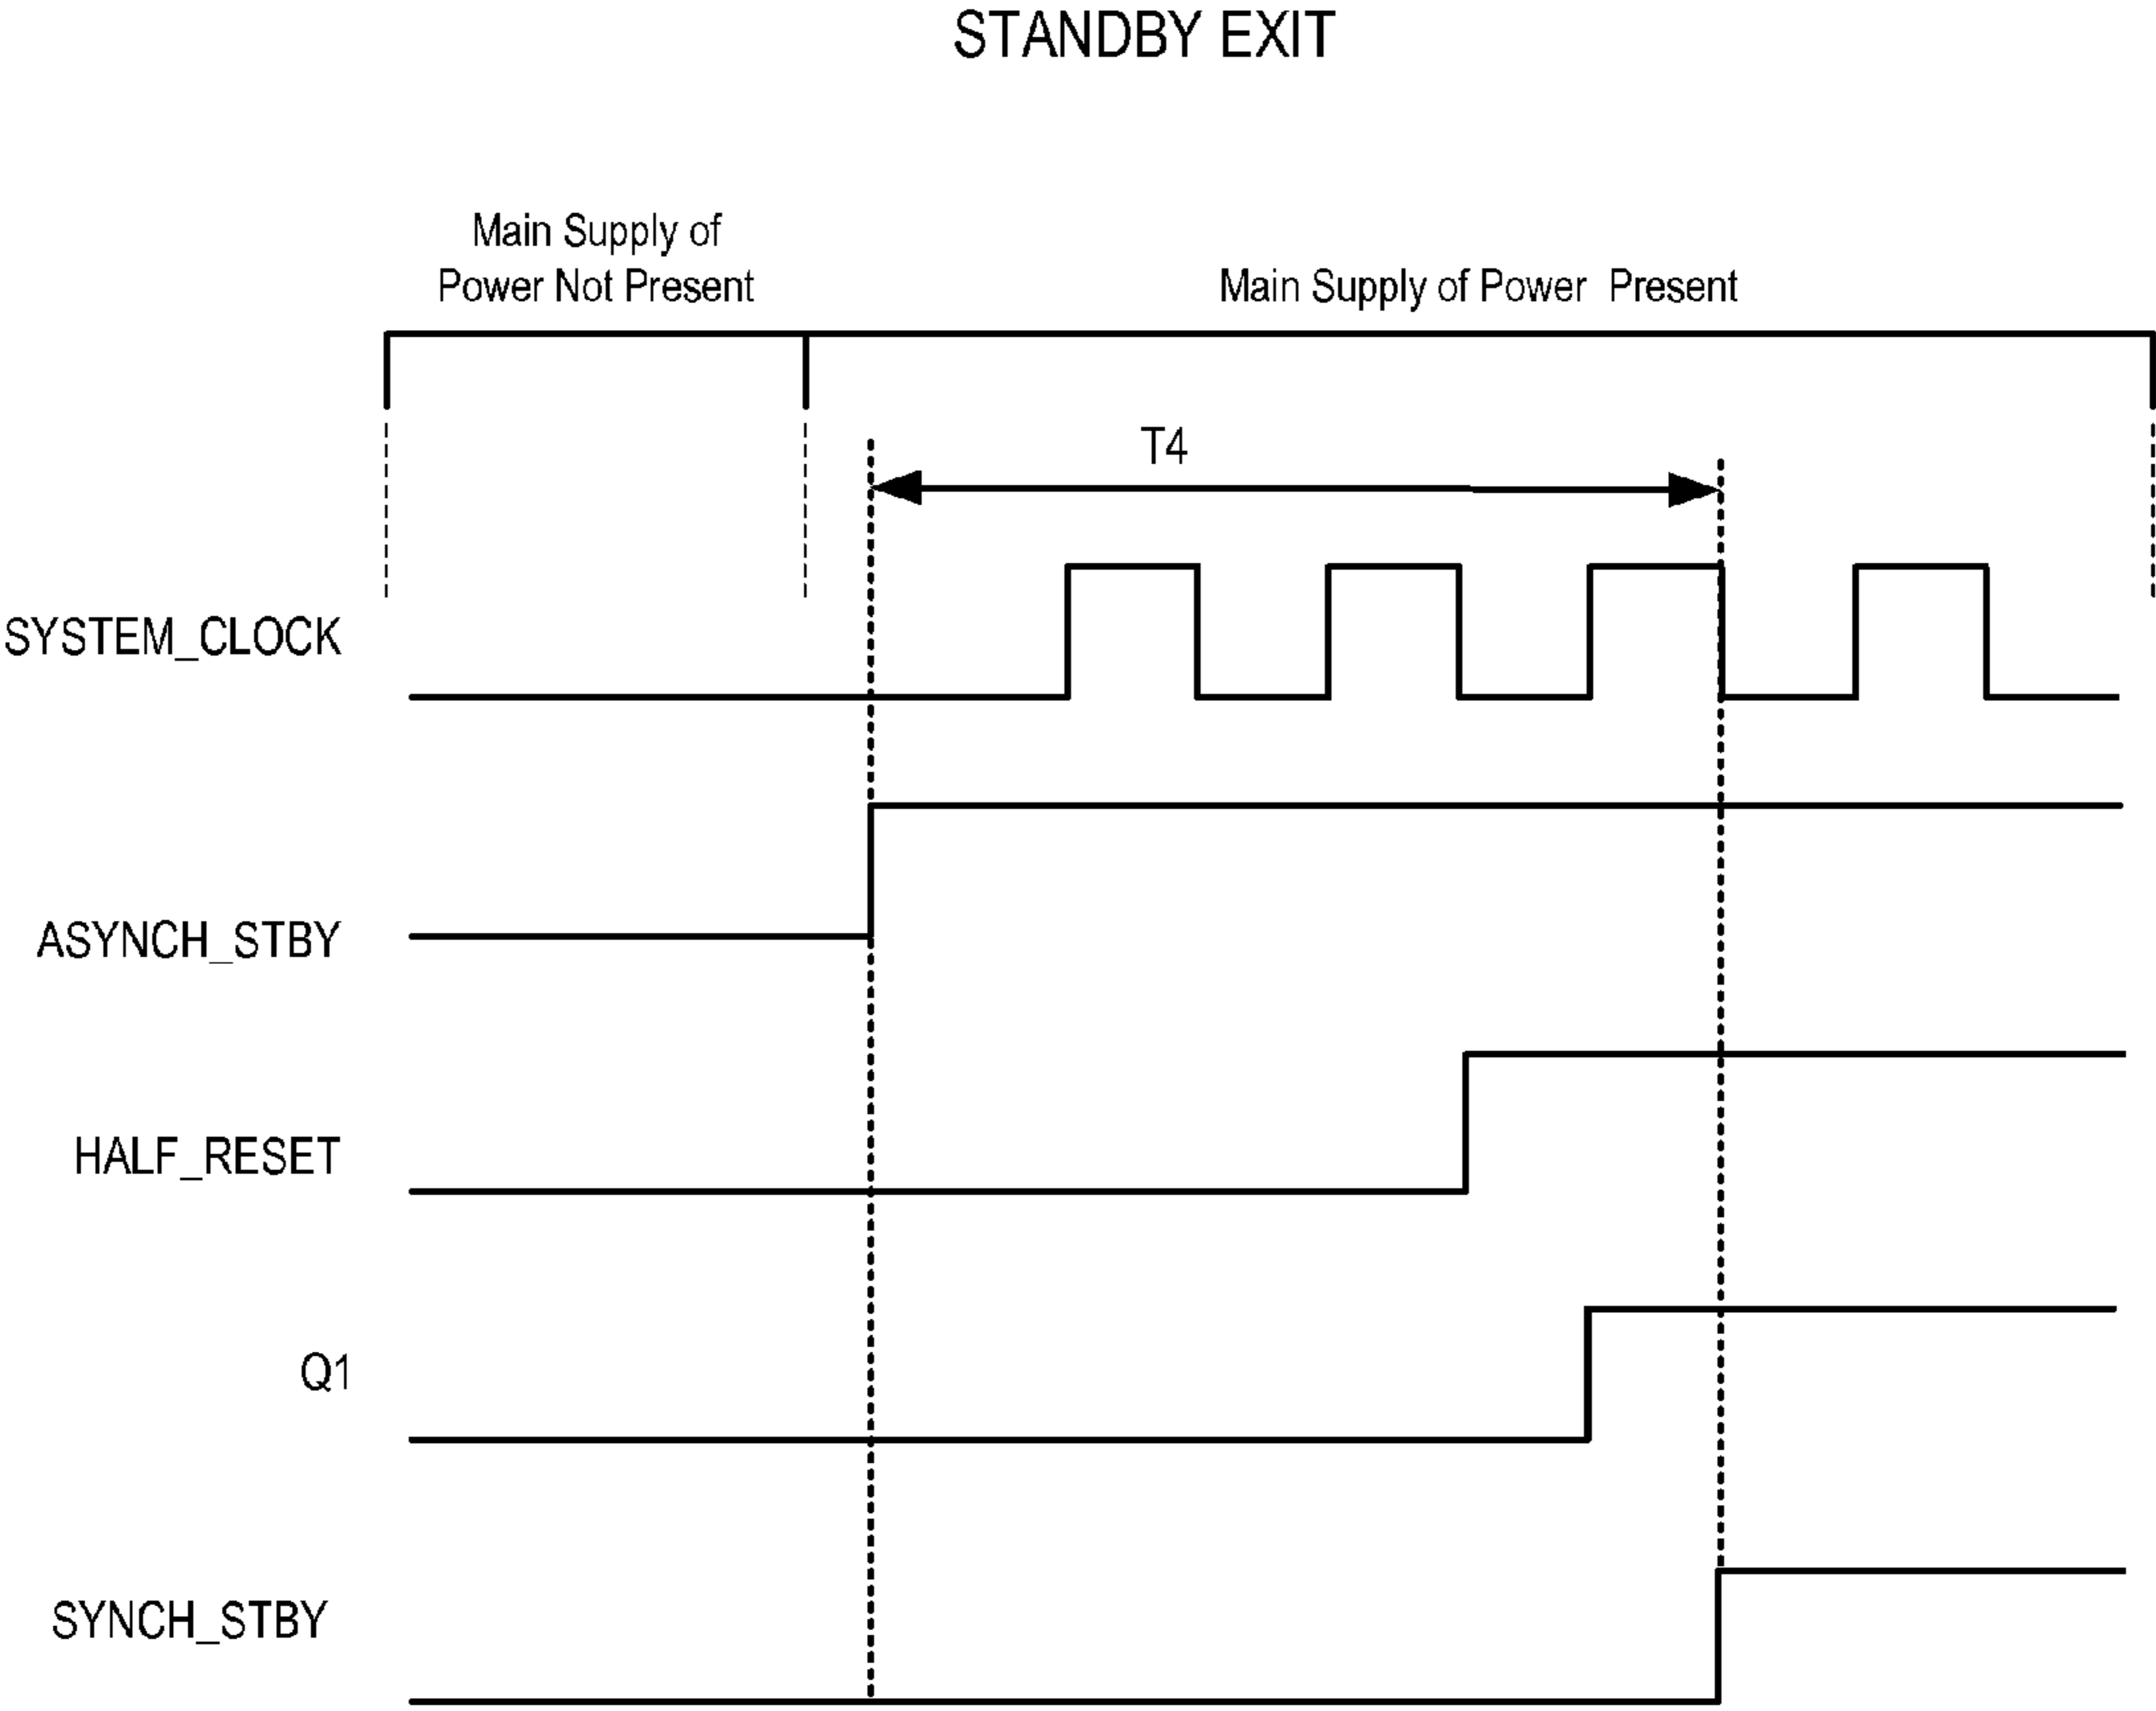 STANDBY EXIT
Main Supply of
Power Not Present
Main Supply of Power Present
T4
SYSTEM_CLOCK
ASYNCH_STBY
HALF_RESET
Q1
SYNCH_STBY